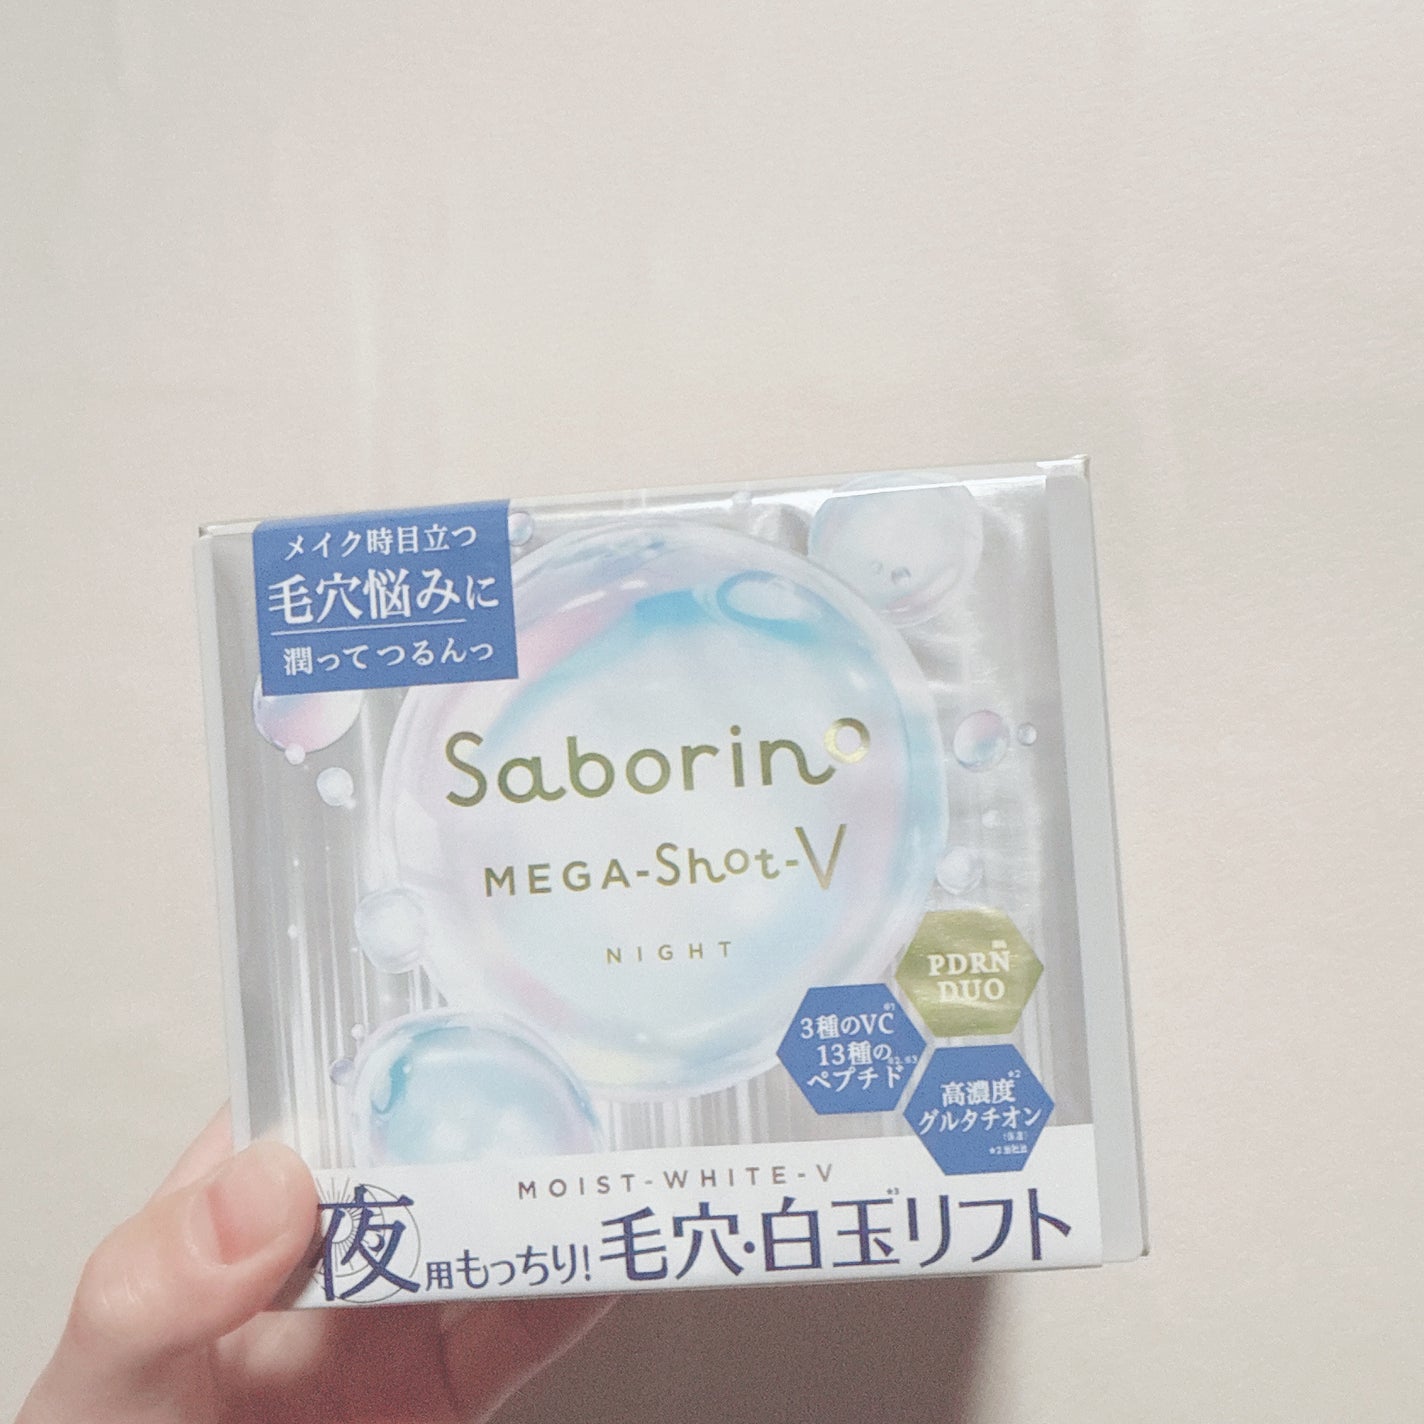 メイク時目立つ
毛穴悩みに
潤ってつるんっ
Saborino
MEGA-Shot-V
NIGHT
PDRN
DUO
3種のVC
13種の
ペプチド
高濃度
グルタチオン
(保湿)
MOIST-WHITE-V
夜用もっちり!毛穴・白玉リフト